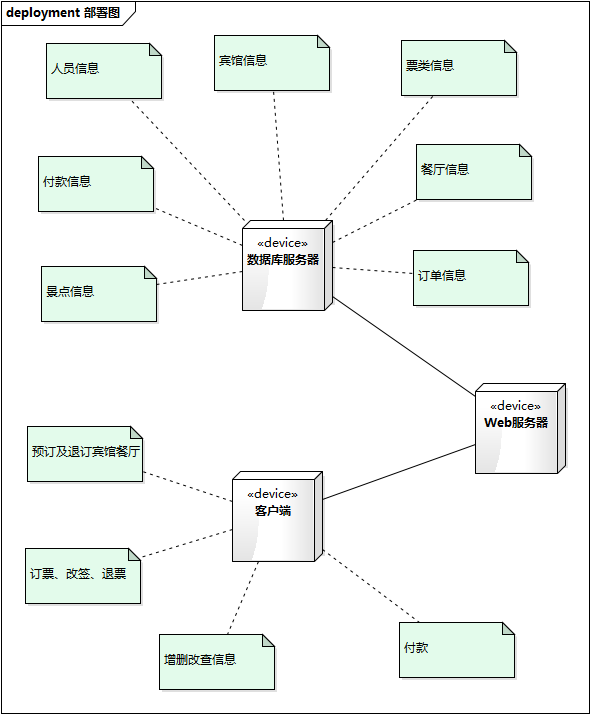 deployment 部署图
人员信息
宾馆信息
票类信息
付款信息
餐厅信息
«device»
数据库服务器
景点信息
订单信息
«device»
Web服务器
预订及退订宾馆餐厅
«device»
客户端
订票、改签、退票
增删改查信息
付款